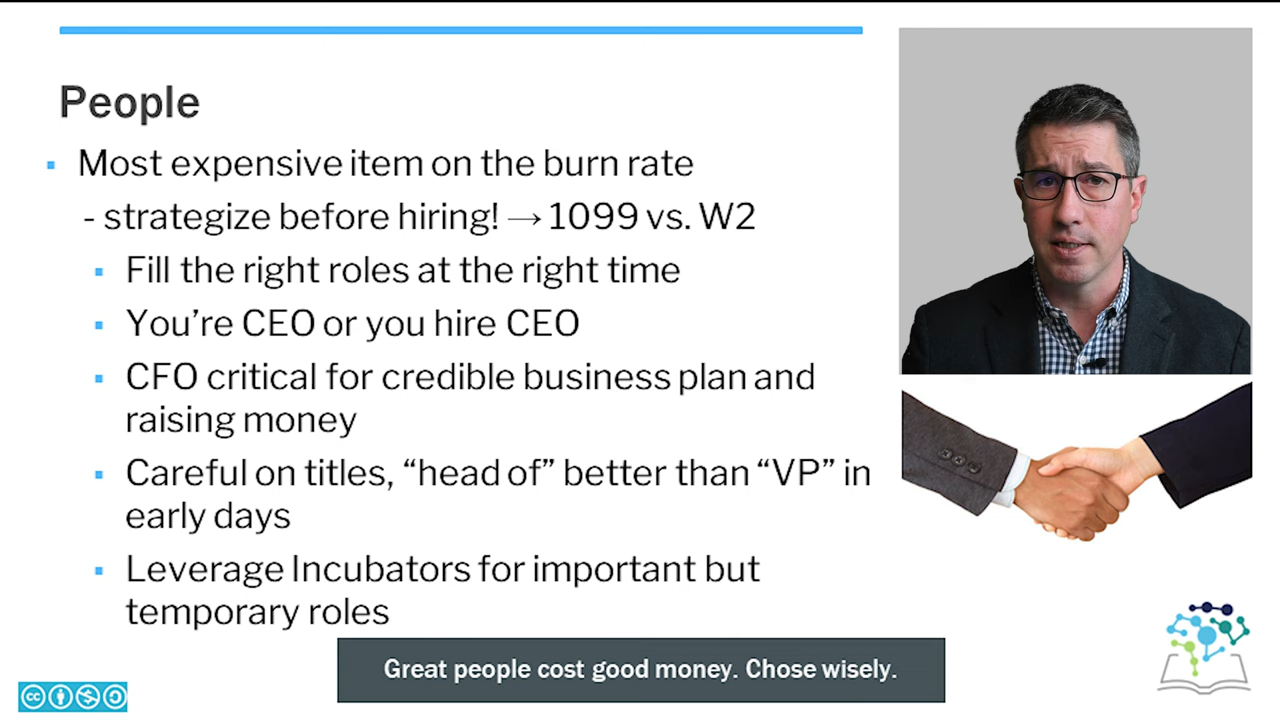 People
▪ Most expensive item on the burn rate
- strategize before hiring! → 1099 vs. W2
▪ Fill the right roles at the right time
▪ You’re CEO or you hire CEO
▪ CFO critical for credible business plan and
raising money
▪ Careful on titles, “head of” better than “VP” in
early days
▪ Leverage Incubators for important but
temporary roles
Great people cost good money. Chose wisely.
cc